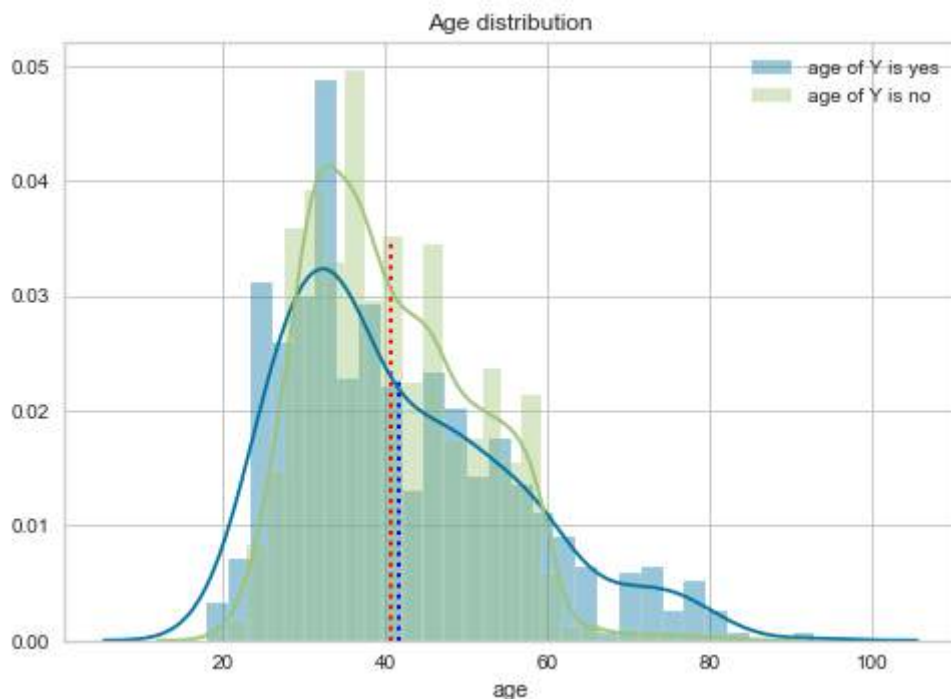 Age distribution
0.05
0.04
0.03
0.02
0.01
0.00
age of Y is yes
age of Y is no
20 40 60 80 100
age